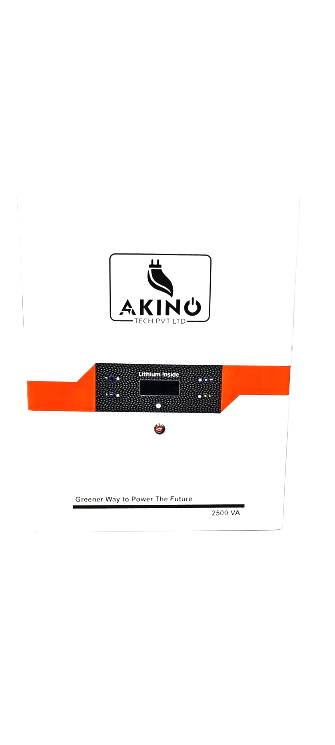 AKINO
TECH PVT LTD
Lithium Inside
Greener Way to Power The Future
2500 VA